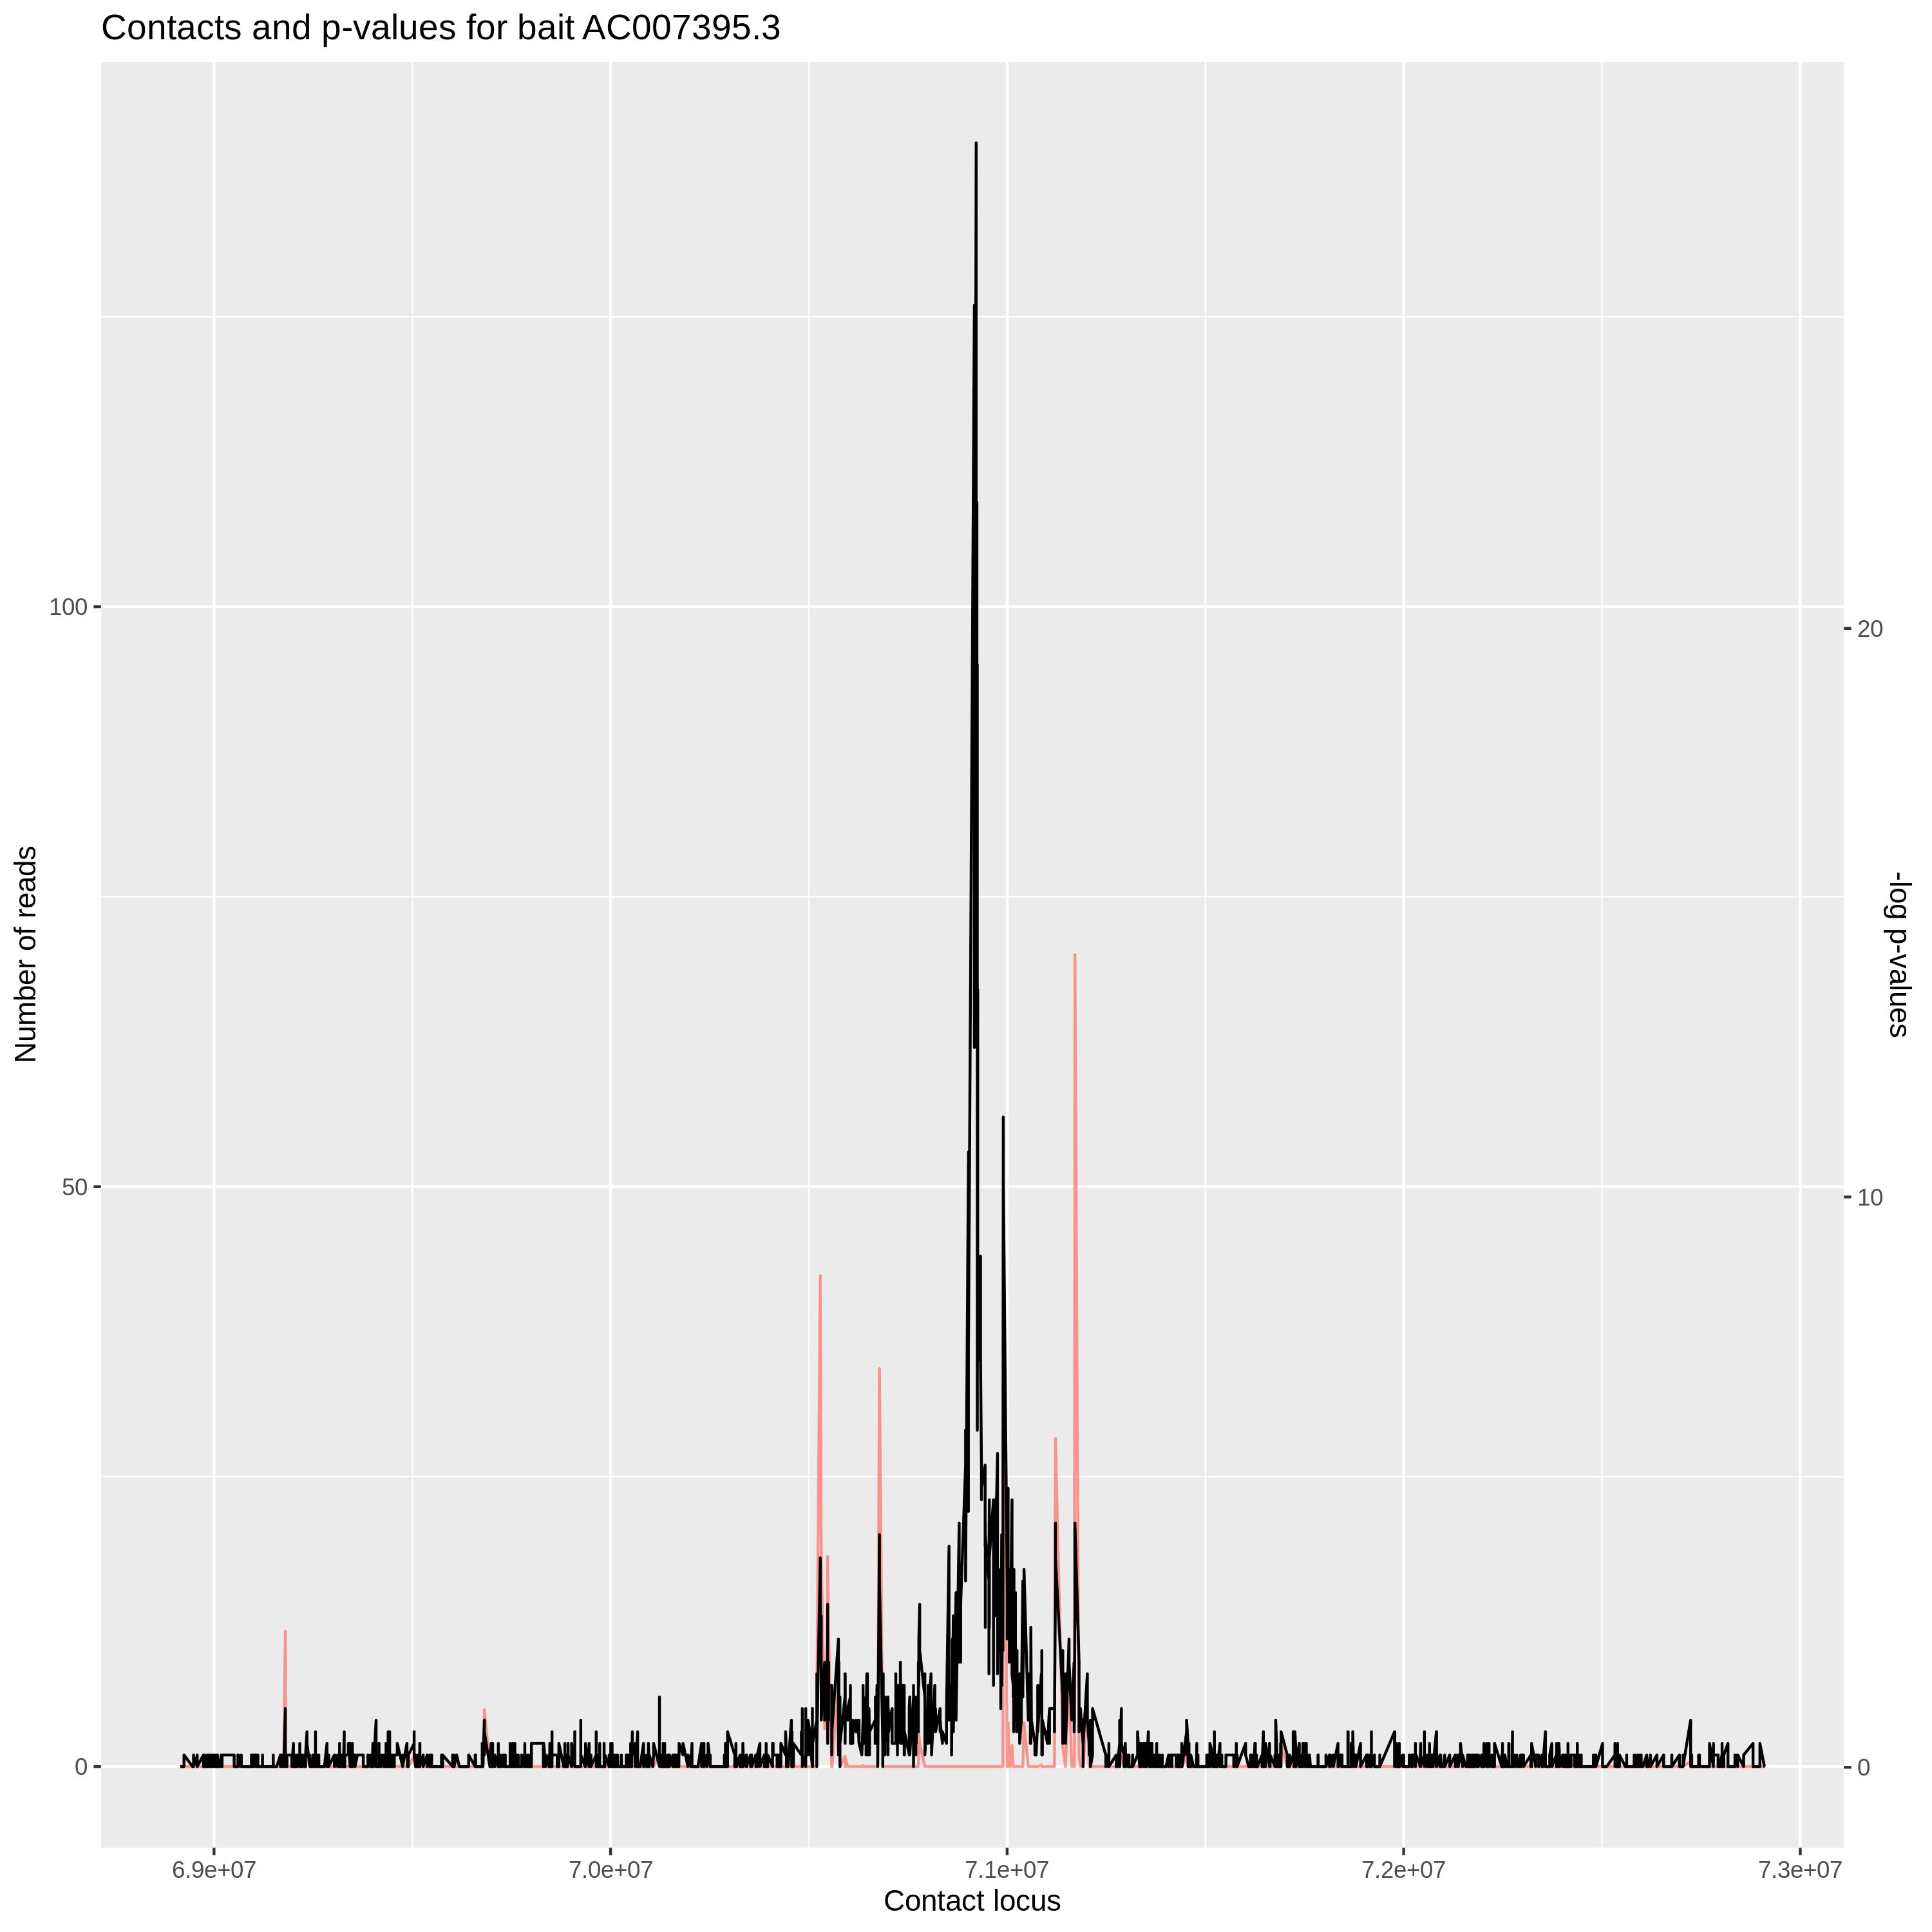 Contacts and p-values for bait AC007395.3
Number of reads
100
50
0
20
10
0
-log p-values
6.9e+07 7.0e+07 7.1e+07 7.2e+07 7.3e+07
Contact locus